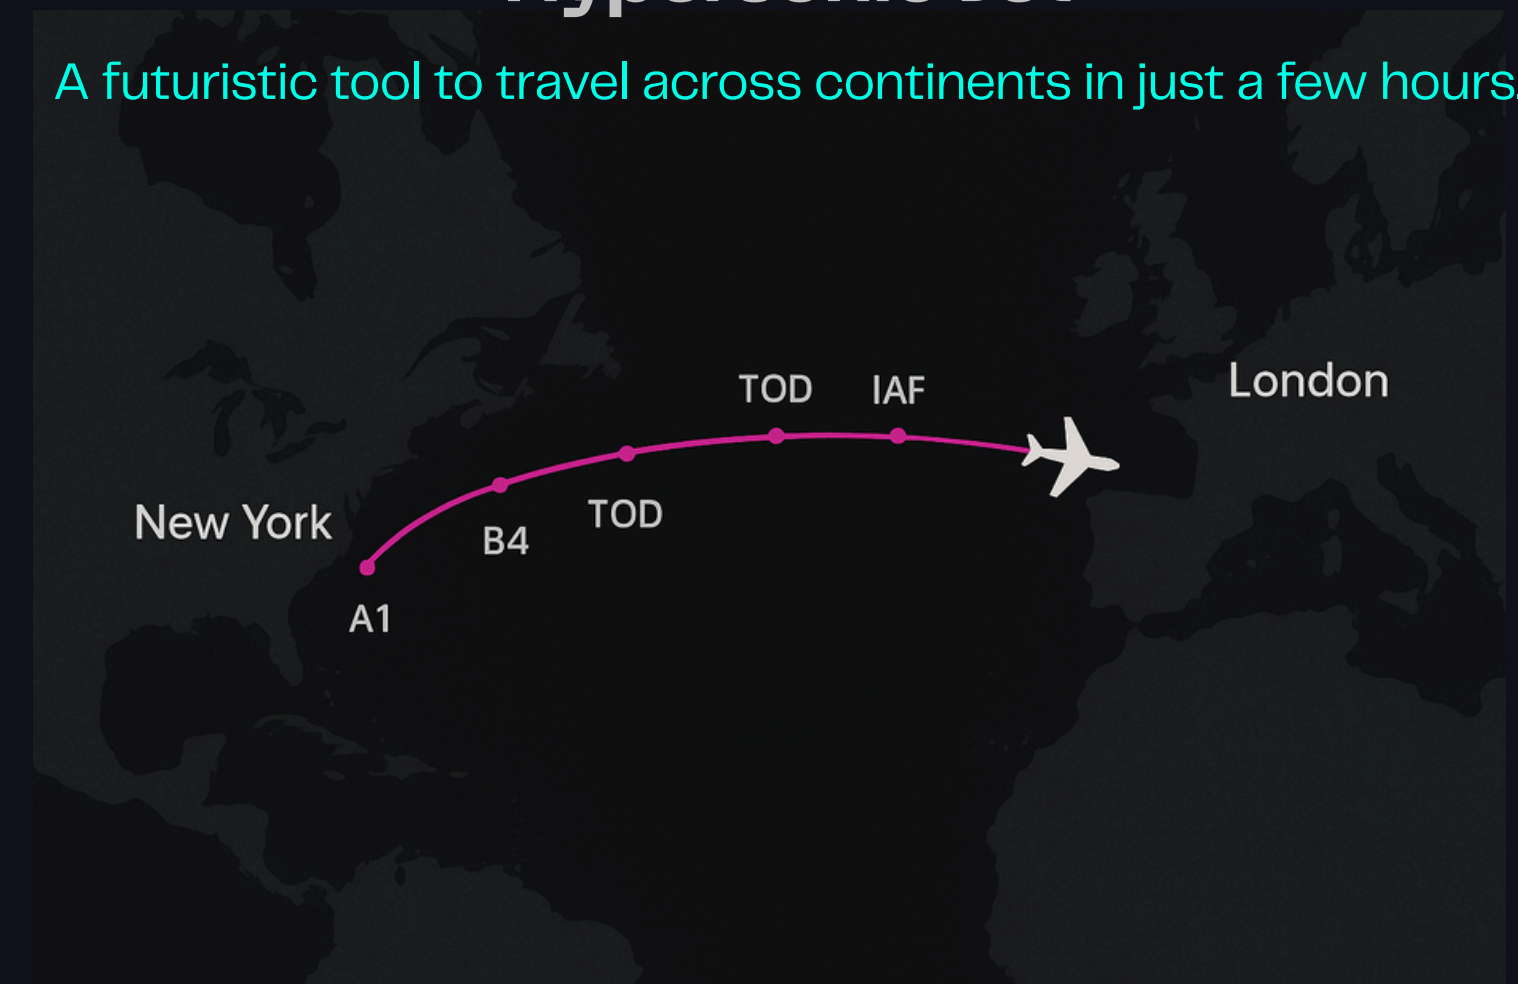 A futuristic tool to travel across continents in just a few hours.
TOD IAF
London
New York
B4
TOD
A1